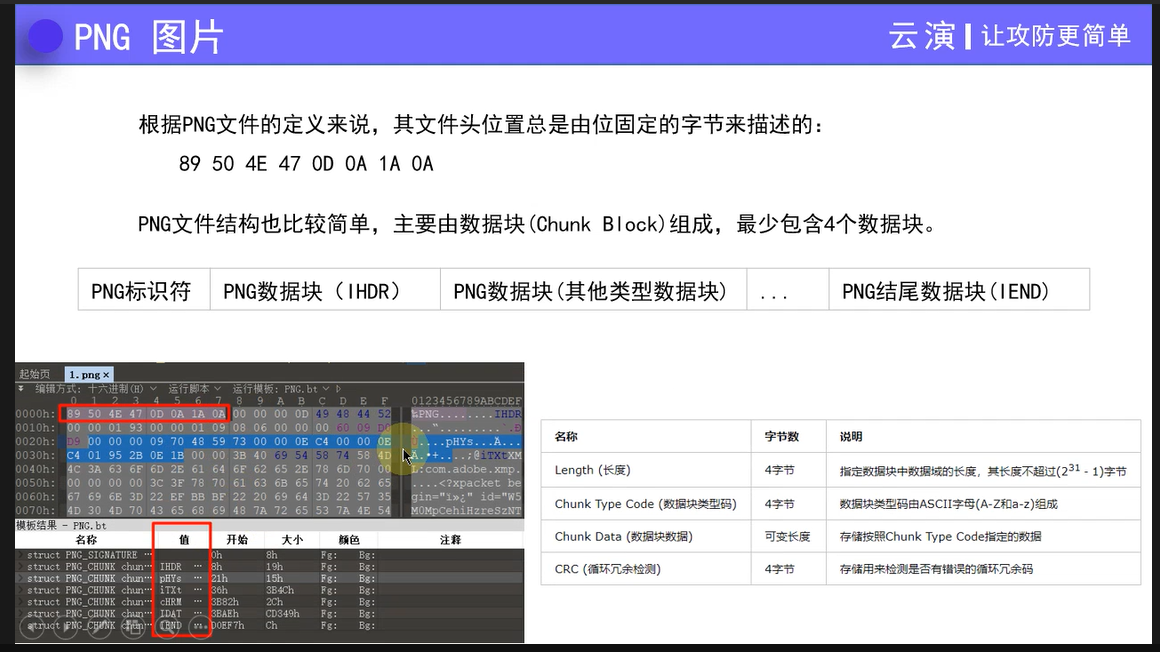 PNG 图片
云演 | 让攻防更简单
根据PNG文件的定义来说，其文件头位置总是由位固定的字节来描述的：
89 50 4E 47 0D 0A 1A 0A
PNG文件结构也比较简单，主要由数据块(Chunk Block)组成，最少包含4个数据块。
PNG标识符 PNG数据块（IHDR） PNG数据块(其他类型数据块) ... PNG结尾数据块(IEND)
起始页 1.png ×
编辑方式: 十六进制(H) 运行脚本 运行模板: PNG.bt
0 1 2 3 4 5 6 7 8 9 A B C D E F 0123456789ABCDEF
0000h: 89 50 4E 47 0D 0A 1A 0A 00 00 00 0D 49 48 44 52 ‰PNG........IHDR
0010h: 00 00 01 93 00 00 01 09 08 06 00 00 00 60 09 D0
0020h: D9 00 00 00 09 70 48 59 73 00 00 0E C4 00 00 0E .....pHYs...Ä...
0030h: C4 01 95 2B 0E 1B 00 00 3B 40 69 54 58 74 58 4D Ä.•+....;@iTXtXM
0040h: 4C 3A 63 6F 6D 2E 61 64 6F 62 65 2E 78 6D 70 00 L:com.adobe.xmp.
0050h: 00 00 00 00 3C 3F 78 70 61 63 6B 65 74 20 62 65 ....<?xpacket be
0060h: 67 69 6E 3D 22 EF BB BF 22 20 69 64 3D 22 57 35 gin="ï»¿" id="W5
0070h: 4D 30 4D 70 43 65 68 69 48 7A 72 65 53 7A 4E 54 M0MpCehiHzreSzNT
模板结果 - PNG.bt
名称 值 开始 大小 颜色 注释
struct PNG_SIGNATURE ··· 0h 8h Fg: Bg:
struct PNG_CHUNK chun··· IHDR ··· 8h 19h Fg: Bg:
struct PNG_CHUNK chun··· pHYs ··· 21h 15h Fg: Bg:
struct PNG_CHUNK chun··· iTXt ··· 36h 3B4Ch Fg: Bg:
struct PNG_CHUNK chun··· cHRM ··· 3B82h 2Ch Fg: Bg:
struct PNG_CHUNK chun··· IDAT ··· 3BAEh CD349h Fg: Bg:
struct PNG_CHUNK chun··· IEND D0EF7h Ch Fg: Bg:
名称 字节数 说明
Length (长度) 4字节 指定数据块中数据域的长度，其长度不超过(2³¹ - 1)字节
Chunk Type Code (数据块类型码) 4字节 数据块类型码由ASCII字母(A-Z和a-z)组成
Chunk Data (数据块数据) 可变长度 存储按照Chunk Type Code指定的数据
CRC (循环冗余检测) 4字节 存储用来检测是否有错误的循环冗余码